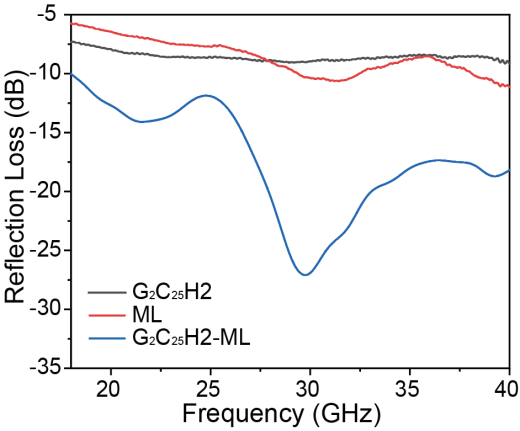 -5
-10
-15
-20
-25
-30
-35
Reflection Loss (dB)
G₂C₂₅H2
ML
G₂C₂₅H2-ML
20 25 30 35 40
Frequency (GHz)